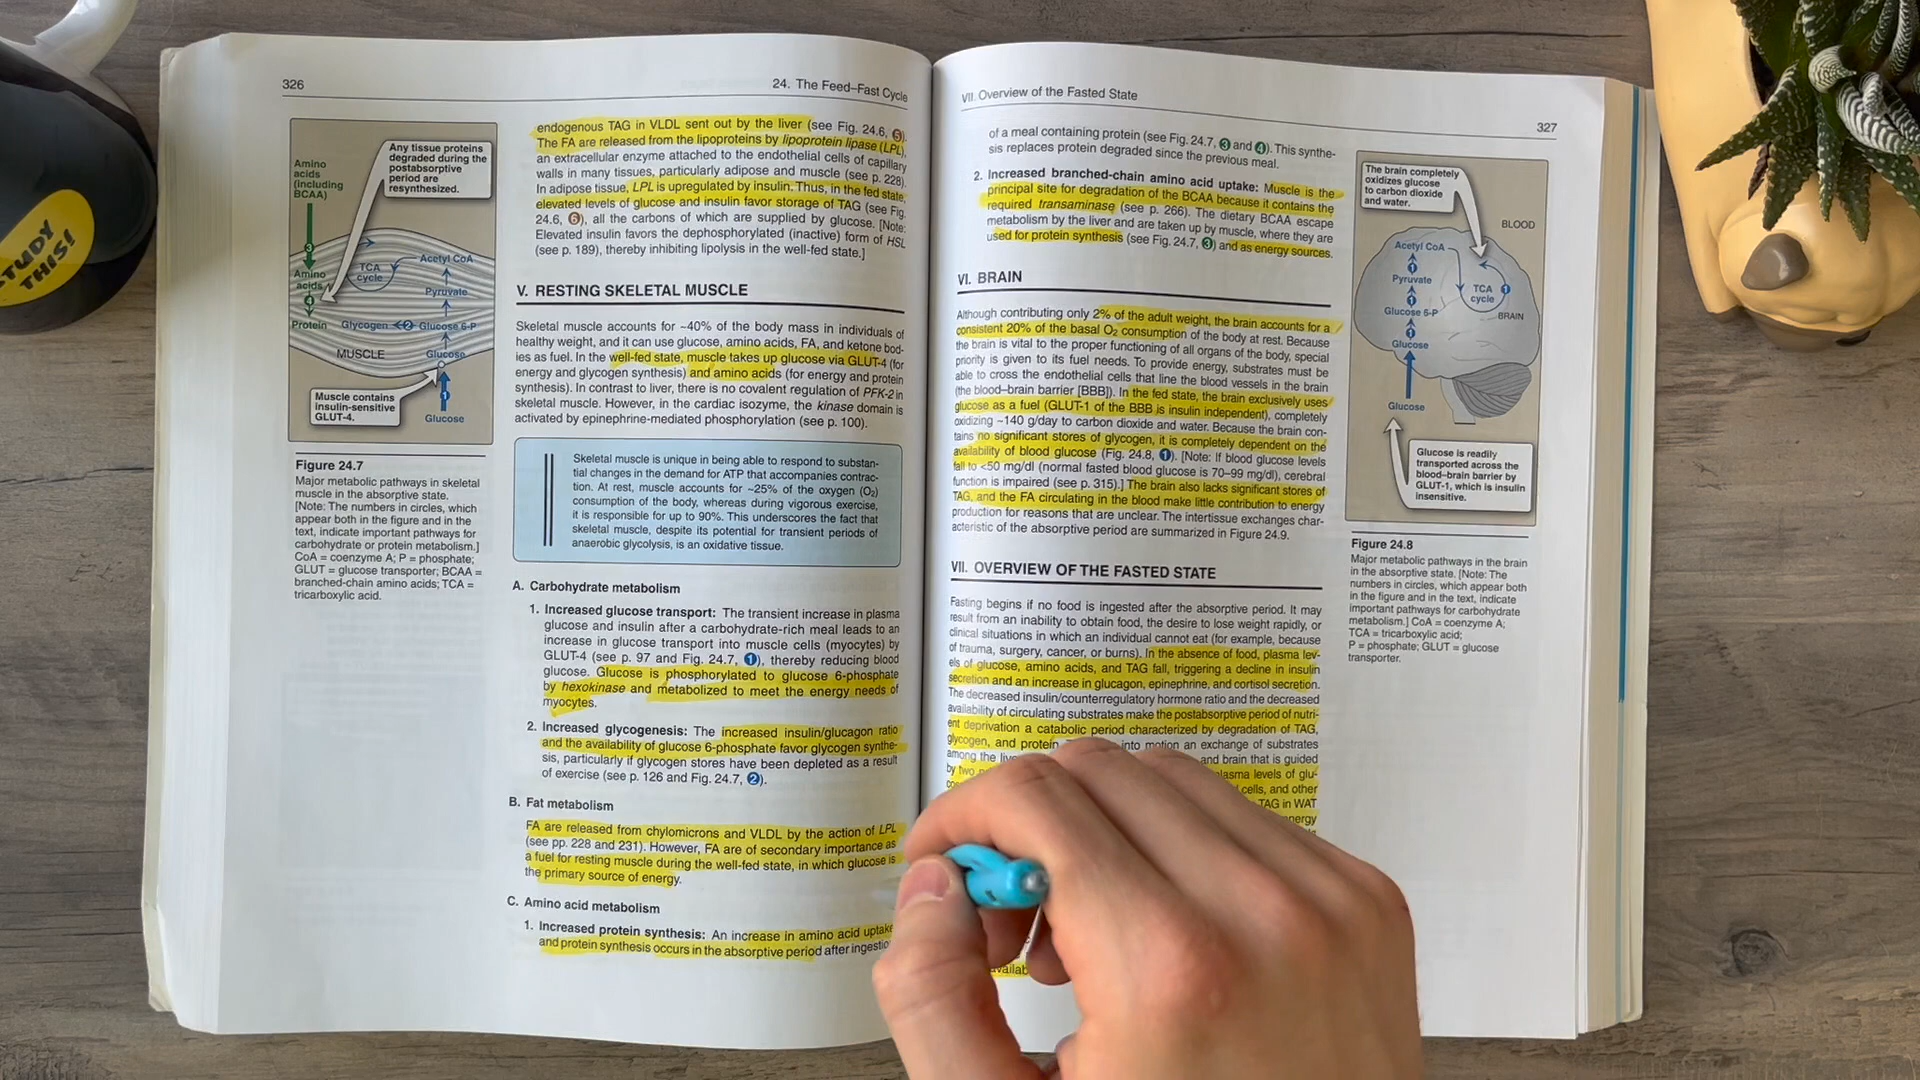 STUDY
THIS!
326
24. The Feed–Fast Cycle
Amino
acids
(including
BCAA)
Any tissue proteins
degraded during the
postabsorptive
period are
resynthesized.
3
Amino
acids
4
Protein
TCA
cycle
Acetyl CoA
Pyruvate
Glycogen
2
Glucose 6-P
MUSCLE
Glucose
1
Glucose
Muscle contains
insulin-sensitive
GLUT-4.
Figure 24.7
Major metabolic pathways in skeletal
muscle in the absorptive state.
[Note: The numbers in circles, which
appear both in the figure and in the
text, indicate important pathways for
carbohydrate or protein metabolism.]
CoA = coenzyme A; P = phosphate;
GLUT = glucose transporter; BCAA =
branched-chain amino acids; TCA =
tricarboxylic acid.
endogenous TAG in VLDL sent out by the liver (see Fig. 24.6, 5).
The FA are released from the lipoproteins by lipoprotein lipase (LPL),
an extracellular enzyme attached to the endothelial cells of capillary
walls in many tissues, particularly adipose and muscle (see p. 228).
In adipose tissue, LPL is upregulated by insulin. Thus, in the fed state,
elevated levels of glucose and insulin favor storage of TAG (see Fig.
24.6, 6), all the carbons of which are supplied by glucose. [Note:
Elevated insulin favors the dephosphorylated (inactive) form of HSL
(see p. 189), thereby inhibiting lipolysis in the well-fed state.]
V. RESTING SKELETAL MUSCLE
Skeletal muscle accounts for ~40% of the body mass in individuals of
healthy weight, and it can use glucose, amino acids, FA, and ketone bod-
ies as fuel. In the well-fed state, muscle takes up glucose via GLUT-4 (for
energy and glycogen synthesis) and amino acids (for energy and protein
synthesis). In contrast to liver, there is no covalent regulation of PFK-2 in
skeletal muscle. However, in the cardiac isozyme, the kinase domain is
activated by epinephrine-mediated phosphorylation (see p. 100).
Skeletal muscle is unique in being able to respond to substan-
tial changes in the demand for ATP that accompanies contrac-
tion. At rest, muscle accounts for ~25% of the oxygen (O2)
consumption of the body, whereas during vigorous exercise,
it is responsible for up to 90%. This underscores the fact that
skeletal muscle, despite its potential for transient periods of
anaerobic glycolysis, is an oxidative tissue.
A. Carbohydrate metabolism
1. Increased glucose transport: The transient increase in plasma
glucose and insulin after a carbohydrate-rich meal leads to an
increase in glucose transport into muscle cells (myocytes) by
GLUT-4 (see p. 97 and Fig. 24.7, 1), thereby reducing blood
glucose. Glucose is phosphorylated to glucose 6-phosphate
by hexokinase and metabolized to meet the energy needs of
myocytes.
2. Increased glycogenesis: The increased insulin/glucagon ratio
and the availability of glucose 6-phosphate favor glycogen synthe-
sis, particularly if glycogen stores have been depleted as a result
of exercise (see p. 126 and Fig. 24.7, 2).
B. Fat metabolism
FA are released from chylomicrons and VLDL by the action of LPL
(see pp. 228 and 231). However, FA are of secondary importance as
a fuel for resting muscle during the well-fed state, in which glucose is
the primary source of energy.
C. Amino acid metabolism
1. Increased protein synthesis: An increase in amino acid uptake
and protein synthesis occurs in the absorptive period after ingestio
VII. Overview of the Fasted State
327
of a meal containing protein (see Fig. 24.7, 3 and 4). This synthe-
sis replaces protein degraded since the previous meal.
2. Increased branched-chain amino acid uptake: Muscle is the
principal site for degradation of the BCAA because it contains the
required transaminase (see p. 266). The dietary BCAA escape
metabolism by the liver and are taken up by muscle, where they are
used for protein synthesis (see Fig. 24.7, 3) and as energy sources.
VI. BRAIN
Although contributing only 2% of the adult weight, the brain accounts for a
consistent 20% of the basal O2 consumption of the body at rest. Because
the brain is vital to the proper functioning of all organs of the body, special
priority is given to its fuel needs. To provide energy, substrates must be
able to cross the endothelial cells that line the blood vessels in the brain
(the blood–brain barrier [BBB]). In the fed state, the brain exclusively uses
glucose as a fuel (GLUT-1 of the BBB is insulin independent), completely
oxidizing ~140 g/day to carbon dioxide and water. Because the brain con-
tains no significant stores of glycogen, it is completely dependent on the
availability of blood glucose (Fig. 24.8, 1). [Note: If blood glucose levels
fall to <50 mg/dl (normal fasted blood glucose is 70–99 mg/dl), cerebral
function is impaired (see p. 315).] The brain also lacks significant stores of
TAG, and the FA circulating in the blood make little contribution to energy
production for reasons that are unclear. The intertissue exchanges char-
acteristic of the absorptive period are summarized in Figure 24.9.
VII. OVERVIEW OF THE FASTED STATE
Fasting begins if no food is ingested after the absorptive period. It may
result from an inability to obtain food, the desire to lose weight rapidly, or
clinical situations in which an individual cannot eat (for example, because
of trauma, surgery, cancer, or burns). In the absence of food, plasma lev-
els of glucose, amino acids, and TAG fall, triggering a decline in insulin
secretion and an increase in glucagon, epinephrine, and cortisol secretion.
The decreased insulin/counterregulatory hormone ratio and the decreased
availability of circulating substrates make the postabsorptive period of nutri-
ent deprivation a catabolic period characterized by degradation of TAG,
glycogen, and protein into motion an exchange of substrates
among the live and brain that is guided
by two plasma levels of glu-
cells, and other
TAG in WAT
energy
availab
The brain completely
oxidizes glucose
to carbon dioxide
and water.
BLOOD
Acetyl CoA
1
Pyruvate
1
Glucose 6-P
1
Glucose
TCA
cycle
1
BRAIN
Glucose
Glucose is readily
transported across the
blood–brain barrier by
GLUT-1, which is insulin
insensitive.
Figure 24.8
Major metabolic pathways in the brain
in the absorptive state. [Note: The
numbers in circles, which appear both
in the figure and in the text, indicate
important pathways for carbohydrate
metabolism.] CoA = coenzyme A;
TCA = tricarboxylic acid;
P = phosphate; GLUT = glucose
transporter.